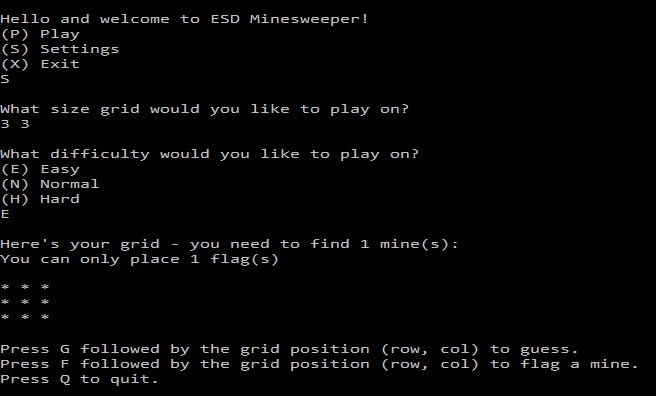 Hello and welcome to ESD Minesweeper!
(P) Play
(S) Settings
(X) Exit
S
What size grid would you like to play on?
3 3
What difficulty would you like to play on?
(E) Easy
(N) Normal
(H) Hard
E
Here's your grid - you need to find 1 mine(s):
You can only place 1 flag(s)
* * *
* * *
* * *
Press G followed by the grid position (row, col) to guess.
Press F followed by the grid position (row, col) to flag a mine.
Press Q to quit.